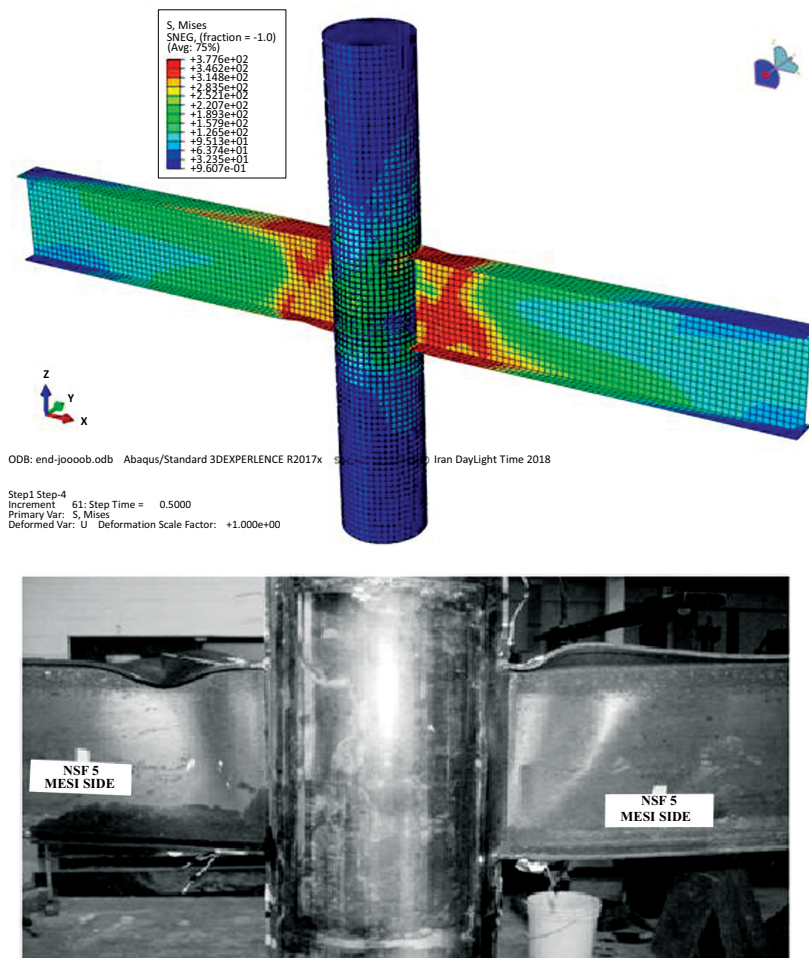 S, Mises
SNEG, (fraction = -1.0)
(Avg: 75%)
+3.776e+02
+3.462e+02
+3.148e+02
+2.835e+02
+2.521e+02
+2.207e+02
+1.893e+02
+1.579e+02
+1.265e+02
+9.513e+01
+6.374e+01
+3.235e+01
+9.607e-01
Z
Y
X
ODB: end-joooob.odb Abaqus/Standard 3DEXPERLENCE R2017x Iran DayLight Time 2018
Step1 Step-4
Increment 61: Step Time = 0.5000
Primary Var: S, Mises
Deformed Var: U Deformation Scale Factor: +1.000e+00
NSF 5
MESI SIDE
NSF 5
MESI SIDE